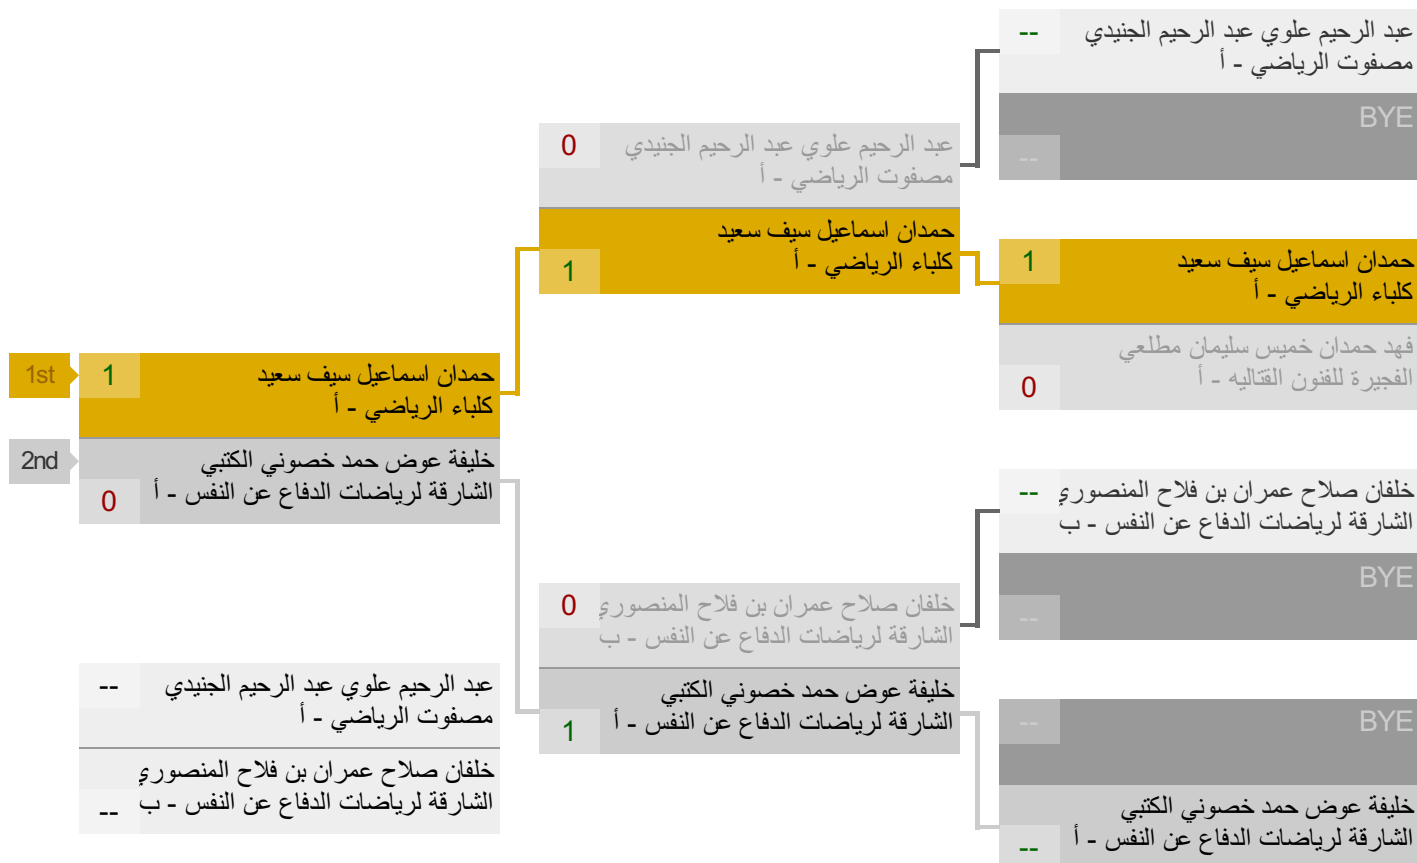 عبد الرحيم علوي عبد الرحيم الجنيدي
--
مصفوت الرياضي - أ
BYE
--
عبد الرحيم علوي عبد الرحيم الجنيدي
0
مصفوت الرياضي - أ
حمدان اسماعيل سيف سعيد
كلباء الرياضي - أ
1
حمدان اسماعيل سيف سعيد
1
كلباء الرياضي - أ
فهد حمدان خميس سليمان مطلعي
الفجيرة للفنون القتاليه - أ
0
1st
حمدان اسماعيل سيف سعيد
1
كلباء الرياضي - أ
2nd
خليفة عوض حمد خصوني الكتبي
الشارقة لرياضات الدفاع عن النفس - أ
0
خلفان صلاح عمران بن فلاح المنصوري
--
الشارقة لرياضات الدفاع عن النفس - ب
BYE
--
خلفان صلاح عمران بن فلاح المنصوري
0
الشارقة لرياضات الدفاع عن النفس - ب
خليفة عوض حمد خصوني الكتبي
الشارقة لرياضات الدفاع عن النفس - أ
1
عبد الرحيم علوي عبد الرحيم الجنيدي
--
مصفوت الرياضي - أ
خلفان صلاح عمران بن فلاح المنصوري
الشارقة لرياضات الدفاع عن النفس - ب
--
BYE
--
خليفة عوض حمد خصوني الكتبي
الشارقة لرياضات الدفاع عن النفس - أ
--